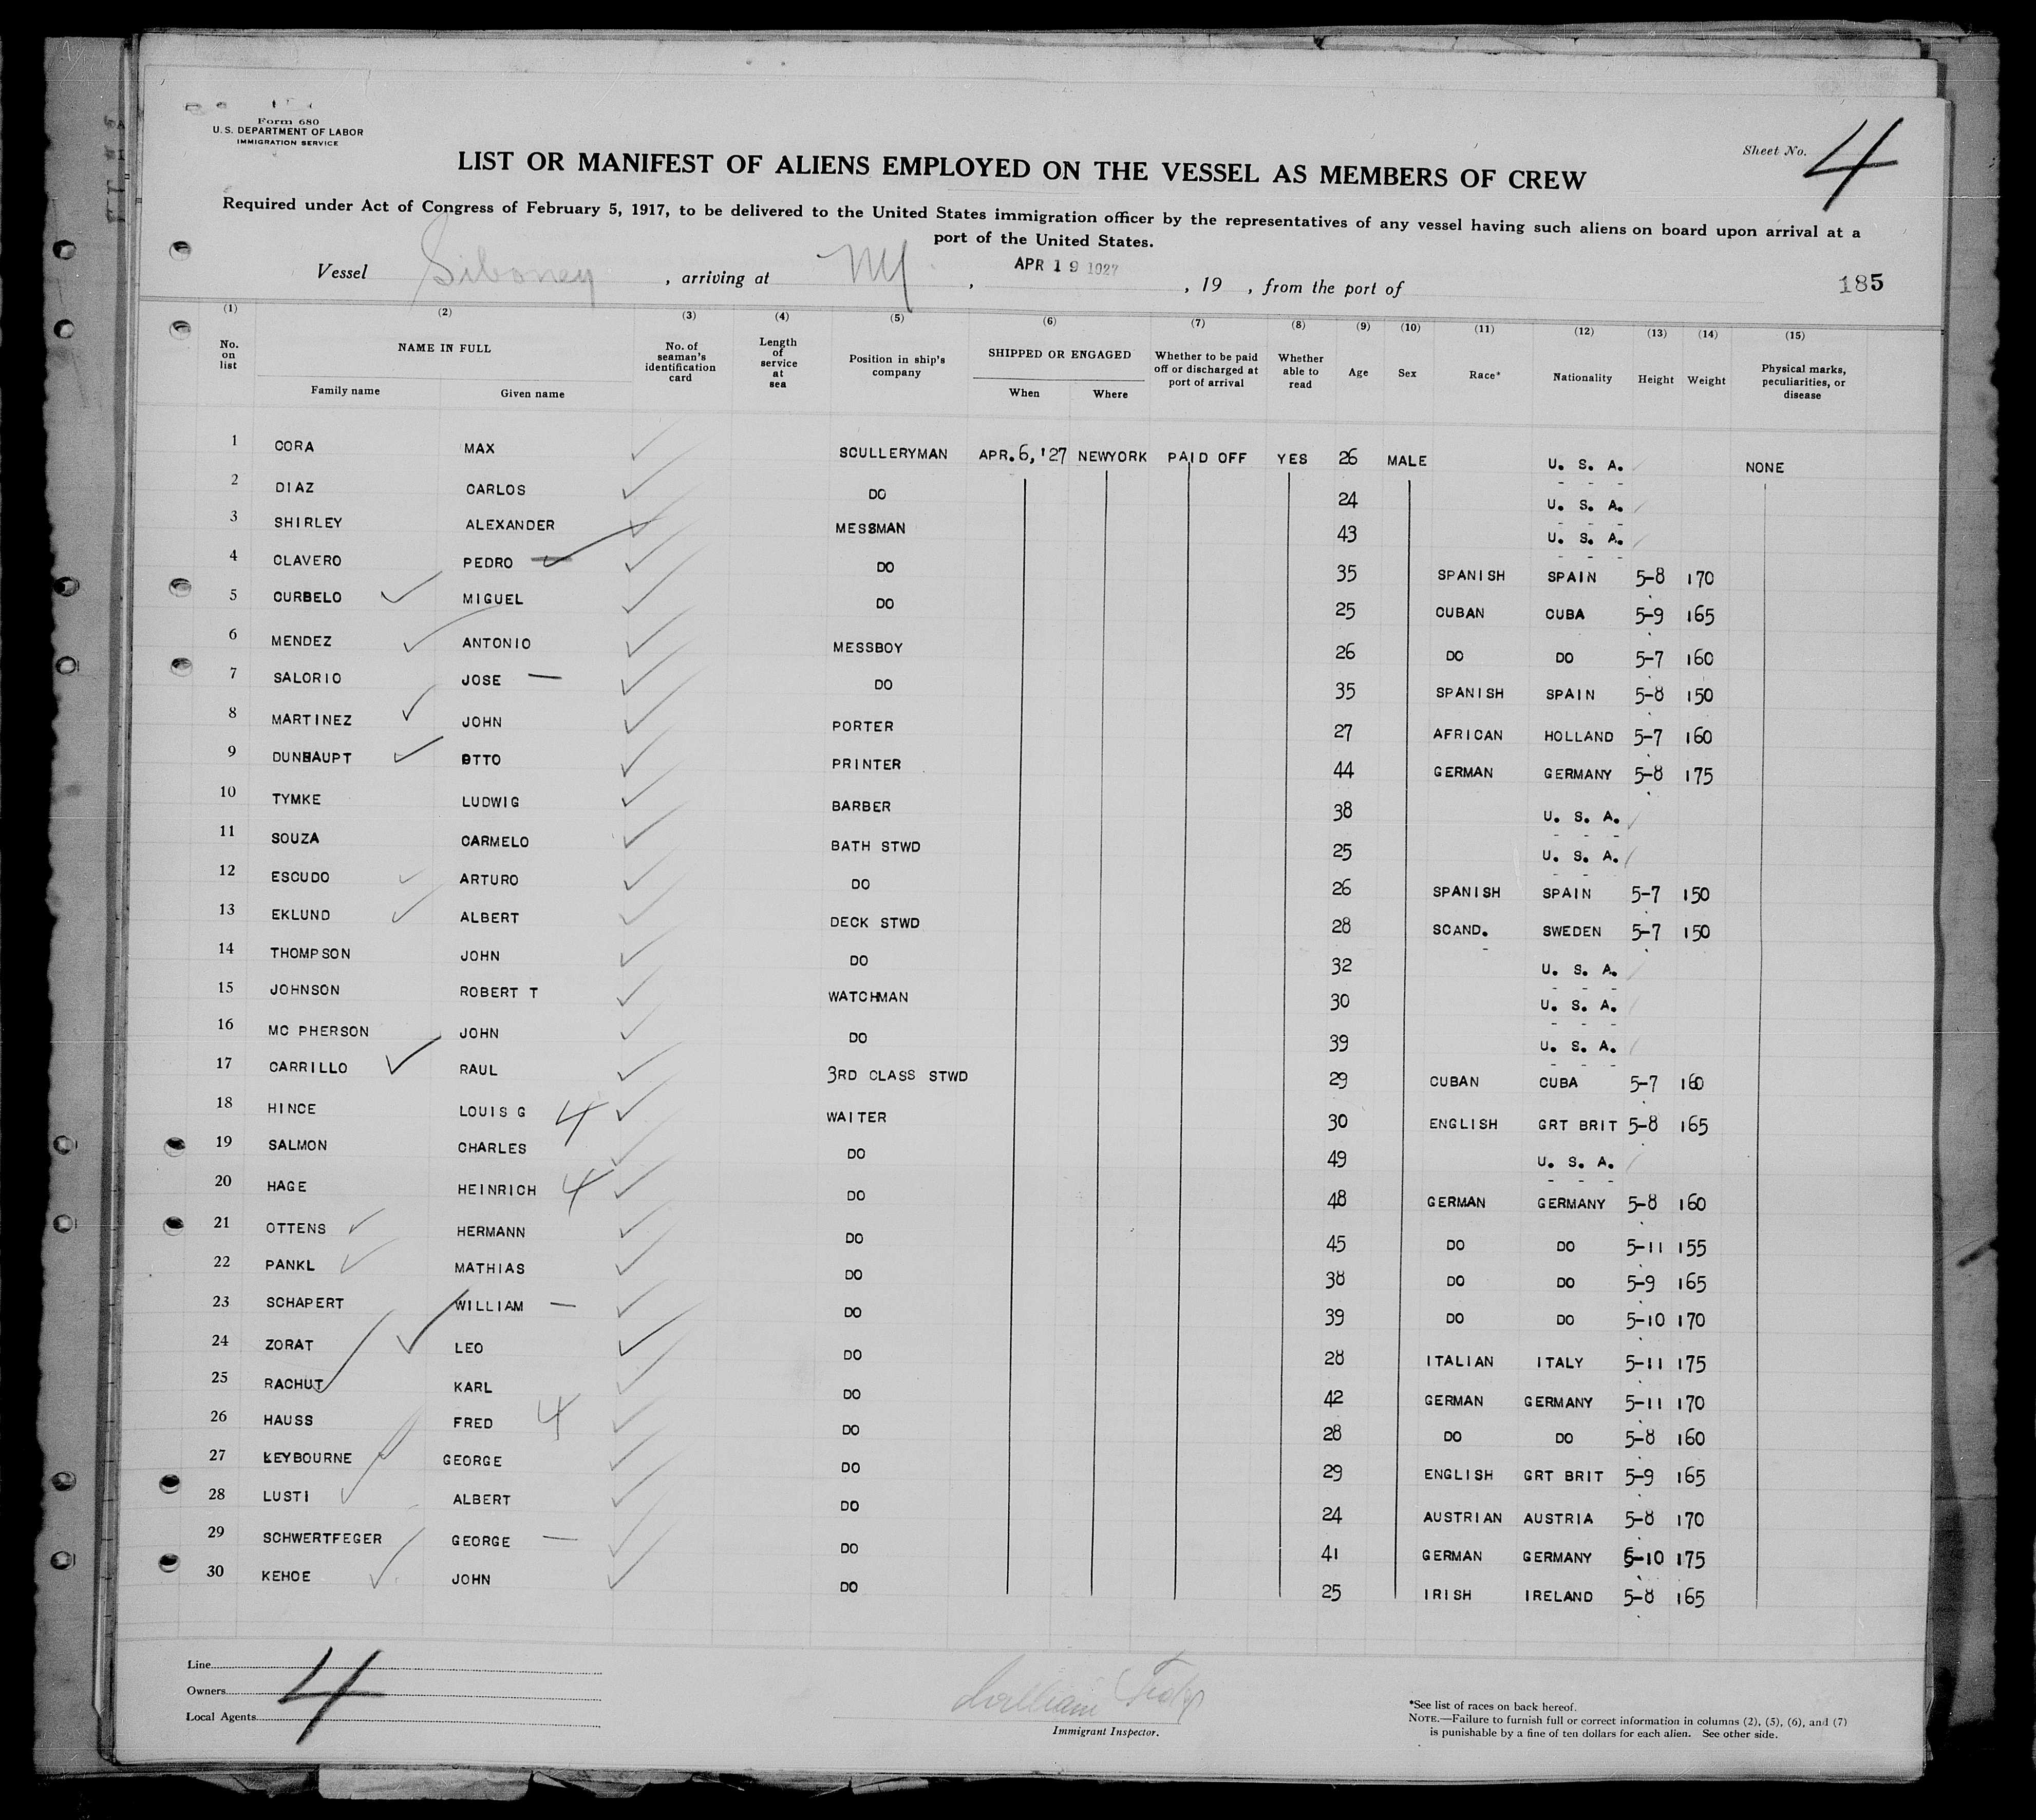 Form 680
U. S. DEPARTMENT OF LABOR
IMMIGRATION SERVICE
Sheet No. 4
LIST OR MANIFEST OF ALIENS EMPLOYED ON THE VESSEL AS MEMBERS OF CREW
Required under Act of Congress of February 5, 1917, to be delivered to the United States immigration officer by the representatives of any vessel having such aliens on board upon arrival at a
port of the United States.
Vessel Siboney, arriving at NY, APR 19 1927, 19 , from the port of 185
(1) (2) (3) (4) (5) (6) (7) (8) (9) (10) (11) (12) (13) (14) (15)
No. on list NAME IN FULL Family name Given name No. of seaman's identification card Length of service at sea Position in ship's company SHIPPED OR ENGAGED When Where Whether to be paid off or discharged at port of arrival Whether able to read Age Sex Race* Nationality Height Weight Physical marks, peculiarities, or disease
1 CORA MAX SCULLERYMAN APR. 6, '27 NEWYORK PAID OFF YES 26 MALE U. S. A. NONE
2 DIAZ CARLOS DO 24 U. S. A.
3 SHIRLEY ALEXANDER MESSMAN 43 U. S. A.
4 CLAVERO PEDRO DO 35 SPANISH SPAIN 5-8 170
5 CURBELO MIGUEL DO 25 CUBAN CUBA 5-9 165
6 MENDEZ ANTONIO MESSBOY 26 DO DO 5-7 160
7 SALORIO JOSE DO 35 SPANISH SPAIN 5-8 150
8 MARTINEZ JOHN PORTER 27 AFRICAN HOLLAND 5-7 160
9 DUNHAUPT OTTO PRINTER 44 GERMAN GERMANY 5-8 175
10 TYMKE LUDWIG BARBER 38 U. S. A.
11 SOUZA CARMELO BATH STWD 25 U. S. A.
12 ESCUDO ARTURO DO 26 SPANISH SPAIN 5-7 150
13 EKLUND ALBERT DECK STWD 28 SCAND. SWEDEN 5-7 150
14 THOMPSON JOHN DO 32 U. S. A.
15 JOHNSON ROBERT T WATCHMAN 30 U. S. A.
16 MC PHERSON JOHN DO 39 U. S. A.
17 CARRILLO RAUL 3RD CLASS STWD 29 CUBAN CUBA 5-7 160
18 HINCE LOUIS G 4 WAITER 30 ENGLISH GRT BRIT 5-8 165
19 SALMON CHARLES DO 49 U. S. A.
20 HAGE HEINRICH 4 DO 48 GERMAN GERMANY 5-8 160
21 OTTENS HERMANN DO 45 DO DO 5-11 155
22 PANKL MATHIAS DO 38 DO DO 5-9 165
23 SCHAPERT WILLIAM DO 39 DO DO 5-10 170
24 ZORAT LEO DO 28 ITALIAN ITALY 5-11 175
25 RACHUT KARL DO 42 GERMAN GERMANY 5-11 170
26 HAUSS FRED 4 DO 28 DO DO 5-8 160
27 LEYBOURNE GEORGE DO 29 ENGLISH GRT BRIT 5-9 165
28 LUSTI ALBERT DO 24 AUSTRIAN AUSTRIA 5-8 170
29 SCHWERTFEGER GEORGE DO 41 GERMAN GERMANY 5-10 175
30 KEHOE JOHN DO 25 IRISH IRELAND 5-8 165
Line
Owners 4
Local Agents
William
Immigrant Inspector.
*See list of races on back hereof.
NOTE.—Failure to furnish full or correct information in columns (2), (5), (6), and (7)
is punishable by a fine of ten dollars for each alien. See other side.